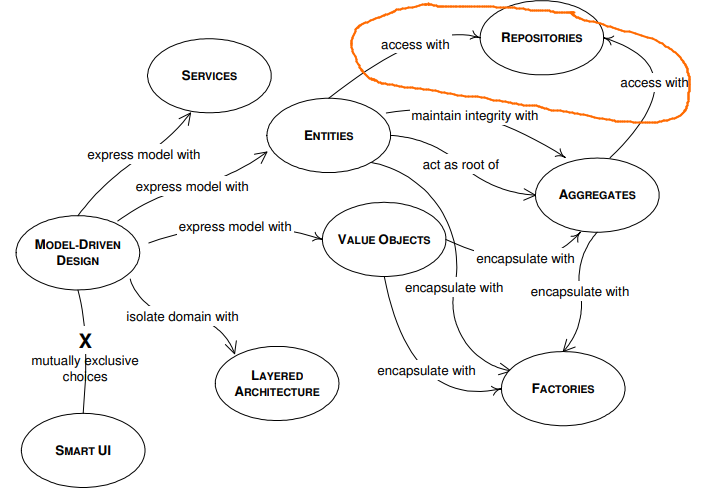 REPOSITORIES
access with
SERVICES
access with
maintain integrity with
ENTITIES
express model with
act as root of
express model with
AGGREGATES
express model with
VALUE OBJECTS
MODEL-DRIVEN
DESIGN
encapsulate with
encapsulate with
encapsulate with
isolate domain with
X
mutually exclusive
choices
encapsulate with
LAYERED
ARCHITECTURE
FACTORIES
SMART UI